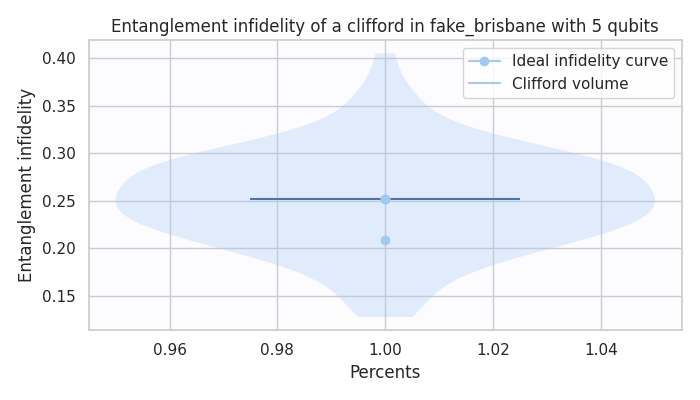 Entanglement infidelity of a clifford in fake_brisbane with 5 qubits
Entanglement infidelity
0.40
0.35
0.30
0.25
0.20
0.15
Ideal infidelity curve
Clifford volume
0.96 0.98 1.00 1.02 1.04
Percents